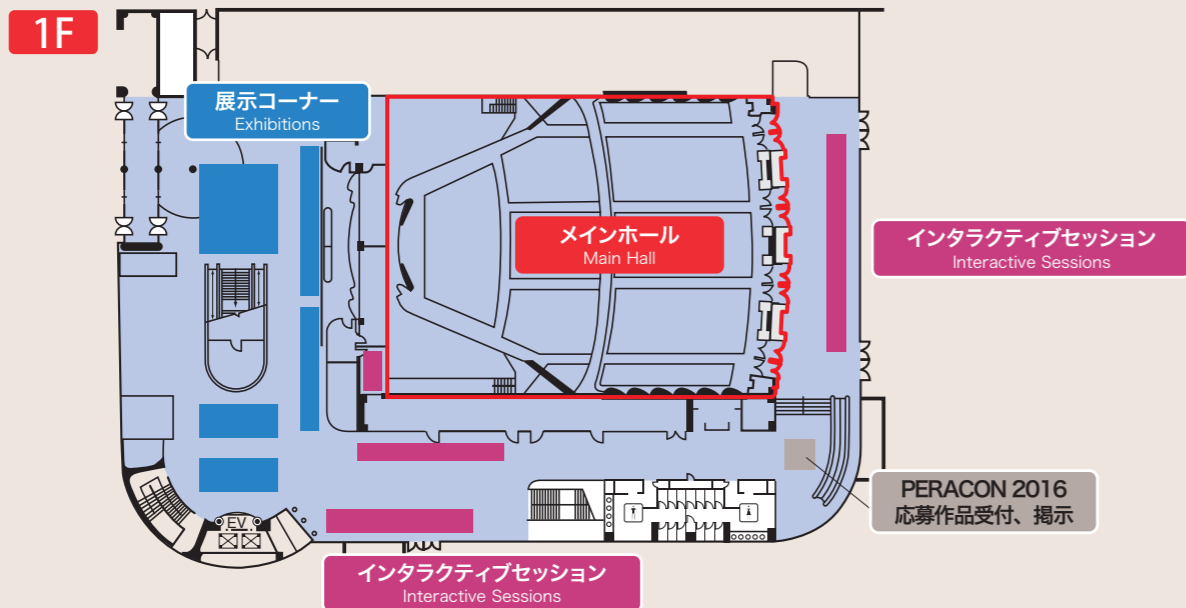 1F
展示コーナー
Exhibitions
メインホール
Main Hall
インタラクティブセッション
Interactive Sessions
PERACON 2016
応募作品受付、掲示
EV
インタラクティブセッション
Interactive Sessions